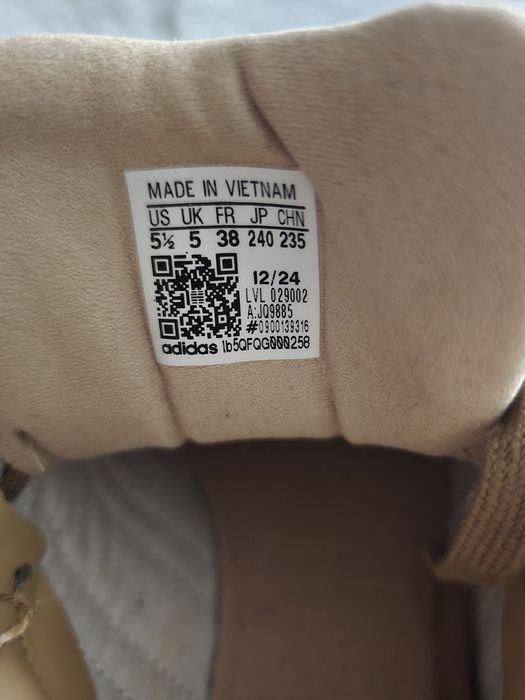 MADE IN VIETNAM
US UK FR JP CHN
5½ 5 38 240 235
12/24
LVL 029002
A:JQ9885
#0900139316
adidas 1b5QFQG000258